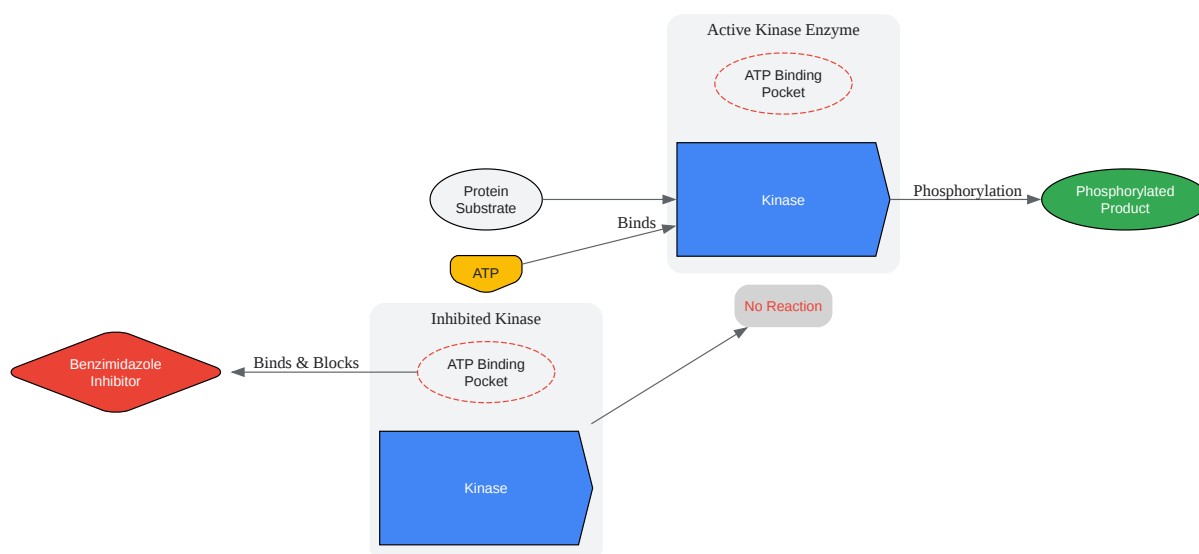 Active Kinase Enzyme
ATP Binding
Pocket
Protein
Substrate
Kinase
Phosphorylation
Phosphorylated
Product
Binds
ATP
No Reaction
Inhibited Kinase
Benzimidazole
Inhibitor
Binds & Blocks
ATP Binding
Pocket
Kinase